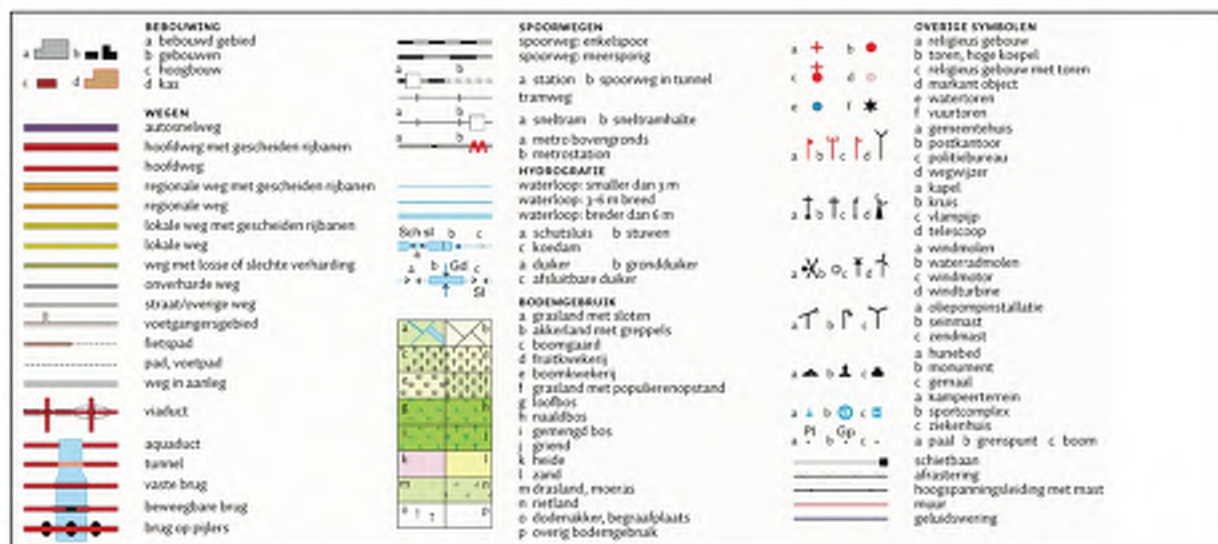 BEBOUWING
a bebouwd gebied
b gebouwen
c hoogbouw
d kas
a b
c d
WEGEN
autosnelweg
hoofdweg met gescheiden rijbanen
hoofdweg
regionale weg met gescheiden rijbanen
regionale weg
lokale weg met gescheiden rijbanen
lokale weg
weg met losse of slechte verharding
onverharde weg
straat/overige weg
voetgangersgebied
fietspad
pad, voetpad
weg in aanleg
viaduct
aquaduct
tunnel
vaste brug
beweegbare brug
brug op pijlers
SPOORWEGEN
spoorweg: enkelspoor
spoorweg: meersporig
a b
a station b spoorweg in tunnel
tramweg
a b
a sneltram b sneltramhalte
a b
a metro bovengronds
b metrostation
HYDROGRAFIE
waterloop: smaller dan 3 m
waterloop: 3-6 m breed
waterloop: breder dan 6 m
Sch sl b c
a
a schutsluis b stuwen
c koedam
a b Gd c
Sl
a duiker b grondduiker
c afsluitbare duiker
BODEMGEBRUIK
a grasland met sloten
b akkerland met greppels
c boomgaard
d fruitkwekerij
e boomkwekerij
f grasland met populierenopstand
g loofbos
h naaldbos
i gemengd bos
j griend
k heide
l zand
m drasland, moeras
n rietland
o dodenakker, begraafplaats
p overig bodemgebruik
a b
c d
e f
g h
i j
k l
m n
o p
OVERIGE SYMBOLEN
a religieus gebouw
b toren, hoge koepel
c religieus gebouw met toren
d markant object
e watertoren
f vuurtoren
a b
c d
e f
a gemeentehuis
b postkantoor
c politiebureau
d wegwijzer
a b c d
a kapel
b kruis
c vlampijp
d telescoop
a b c d
a windmolen
b waterradmolen
c windmotor
d windturbine
a b c d
a oliepompinstallatie
b seinmast
c zendmast
a b c
a hunebed
b monument
c gemaal
a b c
a kampeerterrein
b sportcomplex
c ziekenhuis
a b c
Pl Gp
a b c
a paal b grenspunt c boom
schietbaan
afrastering
hoogspanningsleiding met mast
muur
geluidswering